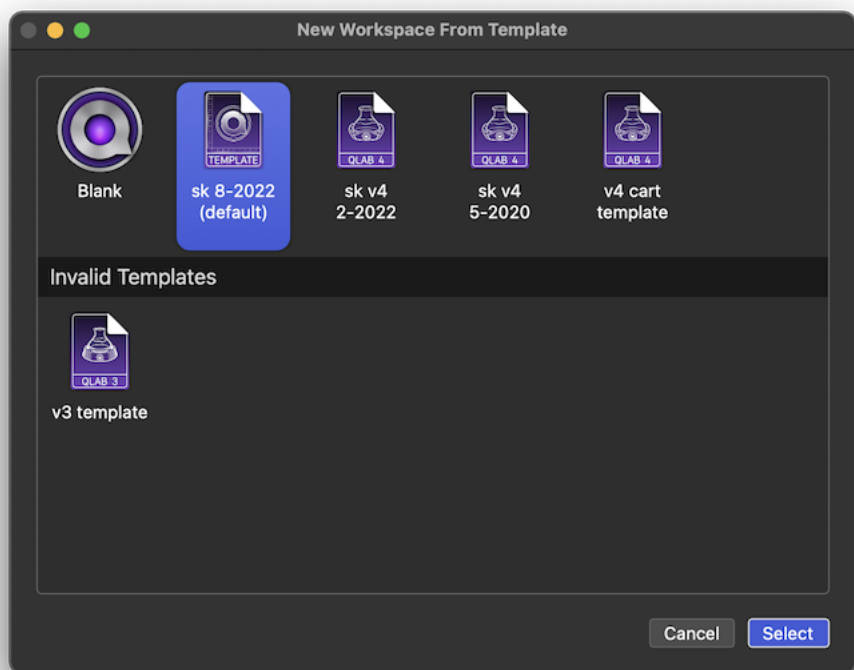 New Workspace From Template
TEMPLATE
QLAB 4
QLAB 4
QLAB 4
Blank
sk 8-2022
(default)
sk v4
2-2022
sk v4
5-2020
v4 cart
template
Invalid Templates
QLAB 3
v3 template
Cancel
Select